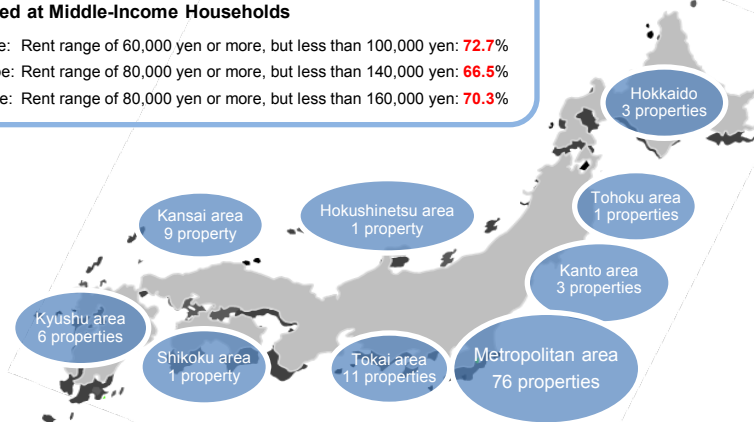 ed at Middle-Income Households
e: Rent range of 60,000 yen or more, but less than 100,000 yen: 72.7%
pe: Rent range of 80,000 yen or more, but less than 140,000 yen: 66.5%
e: Rent range of 80,000 yen or more, but less than 160,000 yen: 70.3%
Hokkaido
3 properties
Tohoku area
1 properties
Hokushinetsu area
1 property
Kansai area
9 property
Kanto area
3 properties
Kyushu area
6 properties
Shikoku area
1 property
Tokai area
11 properties
Metropolitan area
76 properties